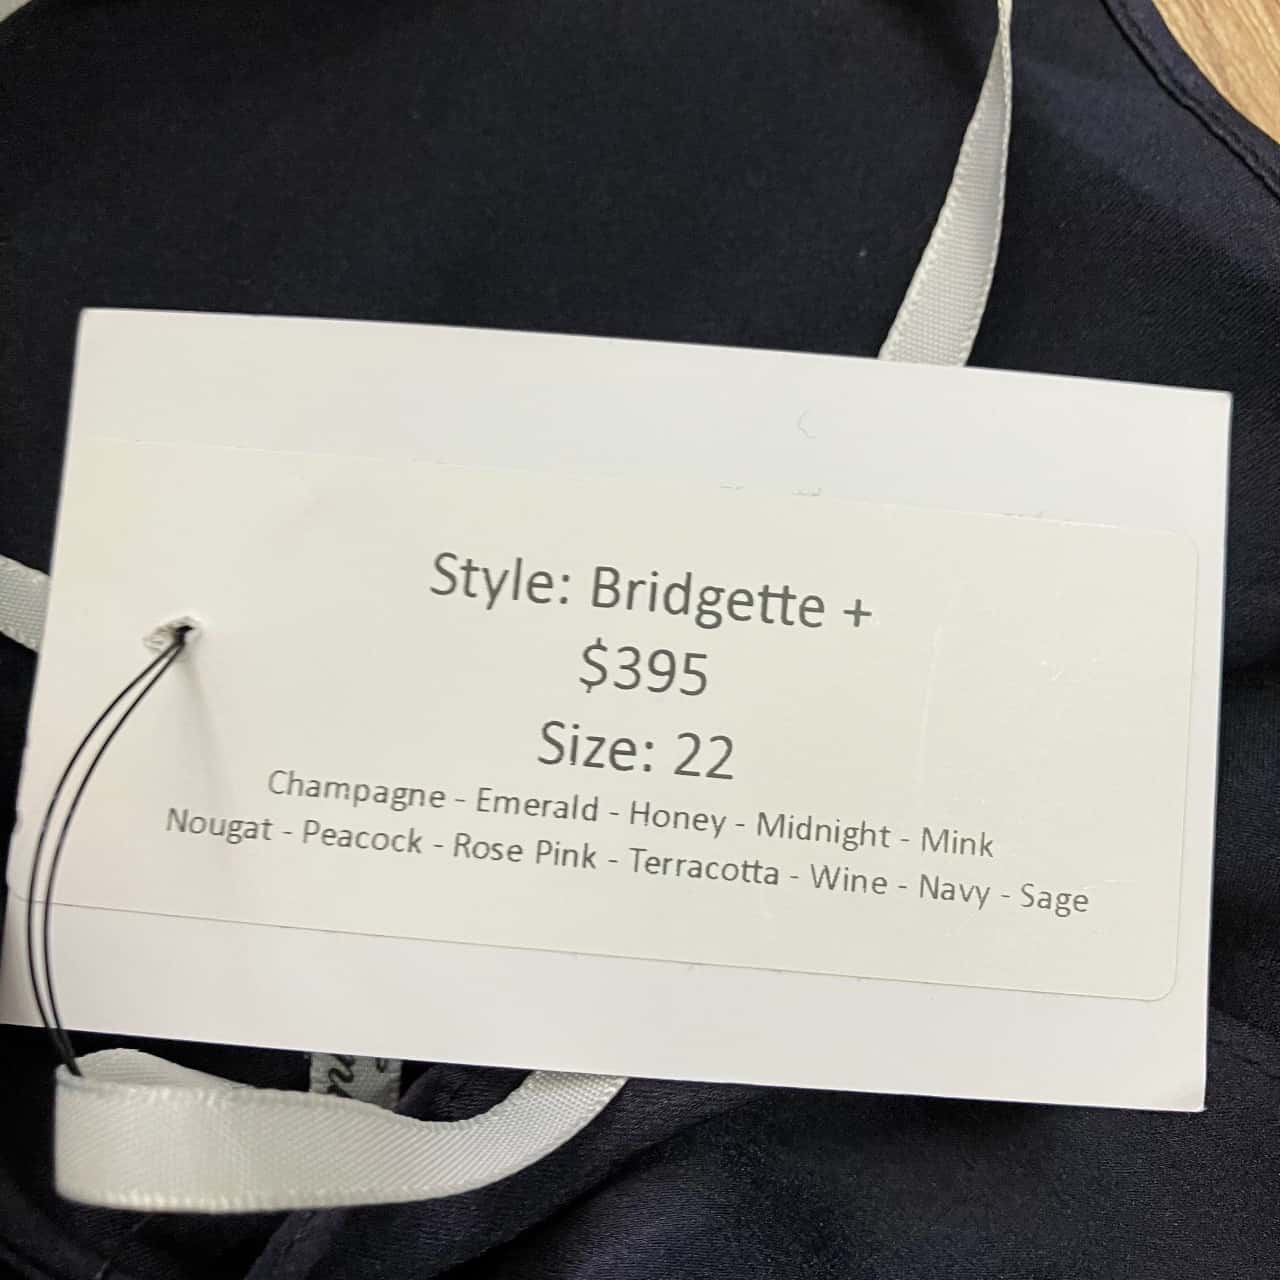 Style: Bridgette +
$395
Size: 22
Champagne - Emerald - Honey - Midnight - Mink
Nougat - Peacock - Rose Pink - Terracotta - Wine - Navy - Sage